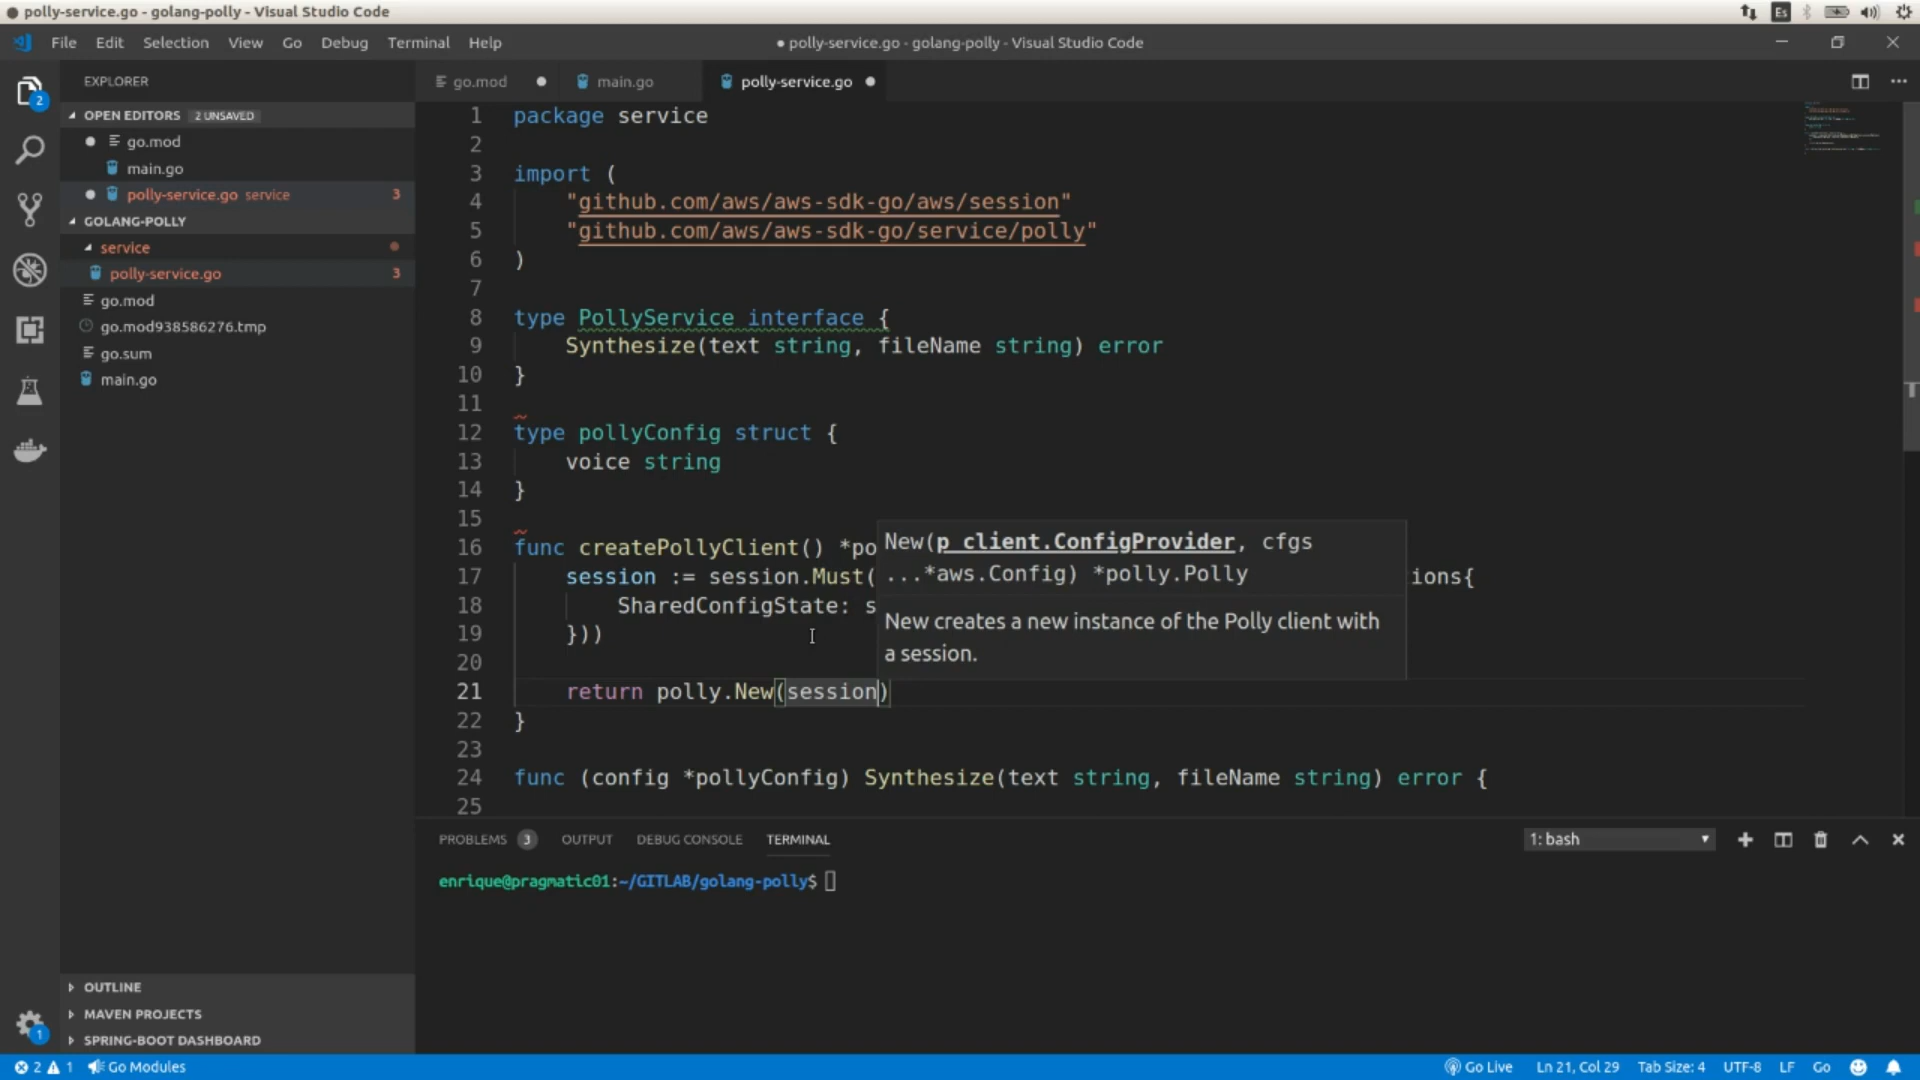 polly-service.go - golang-polly - Visual Studio Code
Es
File Edit Selection View Go Debug Terminal Help
● polly-service.go - golang-polly - Visual Studio Code
EXPLORER
go.mod
main.go
polly-service.go
2
OPEN EDITORS 2 UNSAVED
go.mod
main.go
polly-service.go service 3
GOLANG-POLLY
service
polly-service.go 3
go.mod
go.mod938586276.tmp
go.sum
main.go
1 package service
2
3 import (
4 "github.com/aws/aws-sdk-go/aws/session"
5 "github.com/aws/aws-sdk-go/service/polly"
6 )
7
8 type PollyService interface {
9 Synthesize(text string, fileName string) error
10 }
11
12 type pollyConfig struct {
13 voice string
14 }
15
16 func createPollyClient() *po
17 session := session.Must( ions{
18 SharedConfigState: s
19 }))
20
21 return polly.New(session)
22 }
23
24 func (config *pollyConfig) Synthesize(text string, fileName string) error {
25
New(p client.ConfigProvider, cfgs
...*aws.Config) *polly.Polly
New creates a new instance of the Polly client with
a session.
PROBLEMS 3 OUTPUT DEBUG CONSOLE TERMINAL
1: bash
enrique@pragmatic01:~/GITLAB/golang-polly$
OUTLINE
MAVEN PROJECTS
SPRING-BOOT DASHBOARD
1
2 1 Go Modules
Go Live Ln 21, Col 29 Tab Size: 4 UTF-8 LF Go